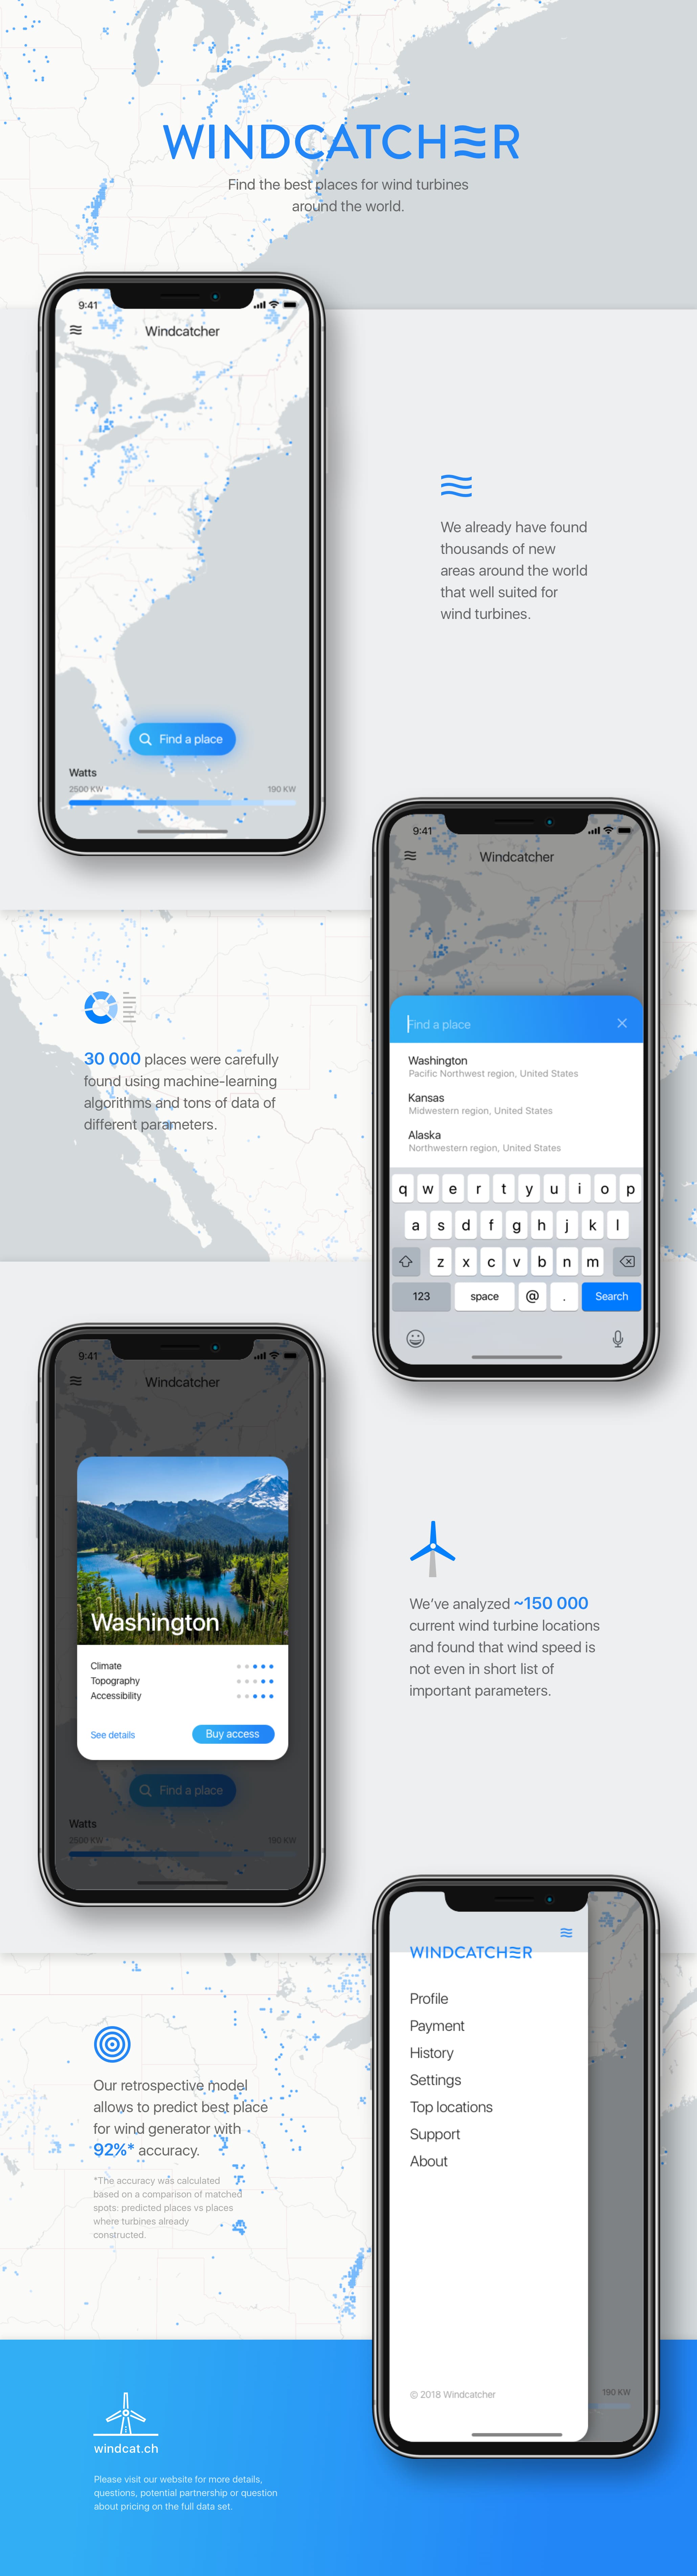 WINDCATCHER
Find the best places for wind turbines
around the world.
9:41
Windcatcher
We already have found
thousands of new
areas around the world
that well suited for
wind turbines.
Find a place
Watts
2500 KW
190 KW
9:41
Windcatcher
Find a place
Washington
Pacific Northwest region, United States
Kansas
Midwestern region, United States
Alaska
Northwestern region, United States
q w e r t y u i o p
a s d f g h j k l
z x c v b n m
123 space @ . Search
30 000 places were carefully
found using machine-learning
algorithms and tons of data of
different parameters.
9:41
Windcatcher
Washington
Climate
Topography
Accessibility
See details
Buy access
Find a place
Watts
2500 KW
190 KW
We've analyzed ~150 000
current wind turbine locations
and found that wind speed is
not even in short list of
important parameters.
WINDCATCHER
Profile
Payment
History
Settings
Top locations
Support
About
© 2018 Windcatcher
190 KW
Our retrospective model
allows to predict best place
for wind generator with
92%* accuracy.
*The accuracy was calculated
based on a comparison of matched
spots: predicted places vs places
where turbines already
constructed.
windcat.ch
Please visit our website for more details,
questions, potential partnership or question
about pricing on the full data set.